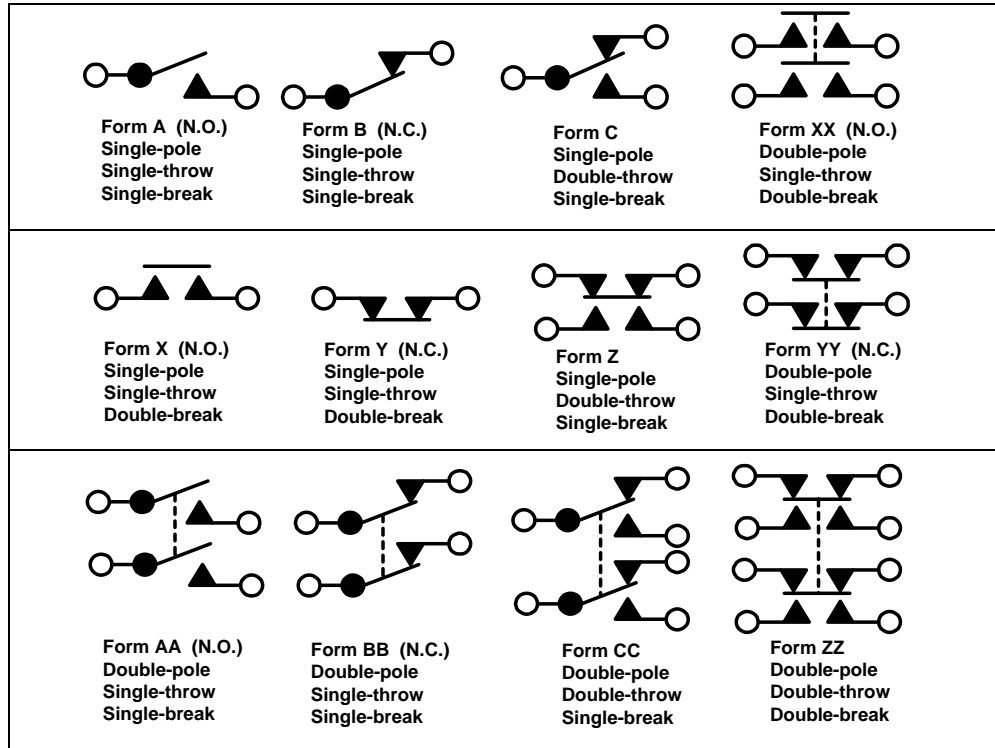 Form A (N.O.)
Single-pole
Single-throw
Single-break
Form B (N.C.)
Single-pole
Single-throw
Single-break
Form C
Single-pole
Double-throw
Single-break
Form XX (N.O.)
Double-pole
Single-throw
Double-break
Form X (N.O.)
Single-pole
Single-throw
Double-break
Form Y (N.C.)
Single-pole
Single-throw
Double-break
Form Z
Single-pole
Double-throw
Single-break
Form YY (N.C.)
Double-pole
Single-throw
Double-break
Form AA (N.O.)
Double-pole
Single-throw
Single-break
Form BB (N.C.)
Double-pole
Single-throw
Single-break
Form CC
Double-pole
Double-throw
Single-break
Form ZZ
Double-pole
Double-throw
Double-break